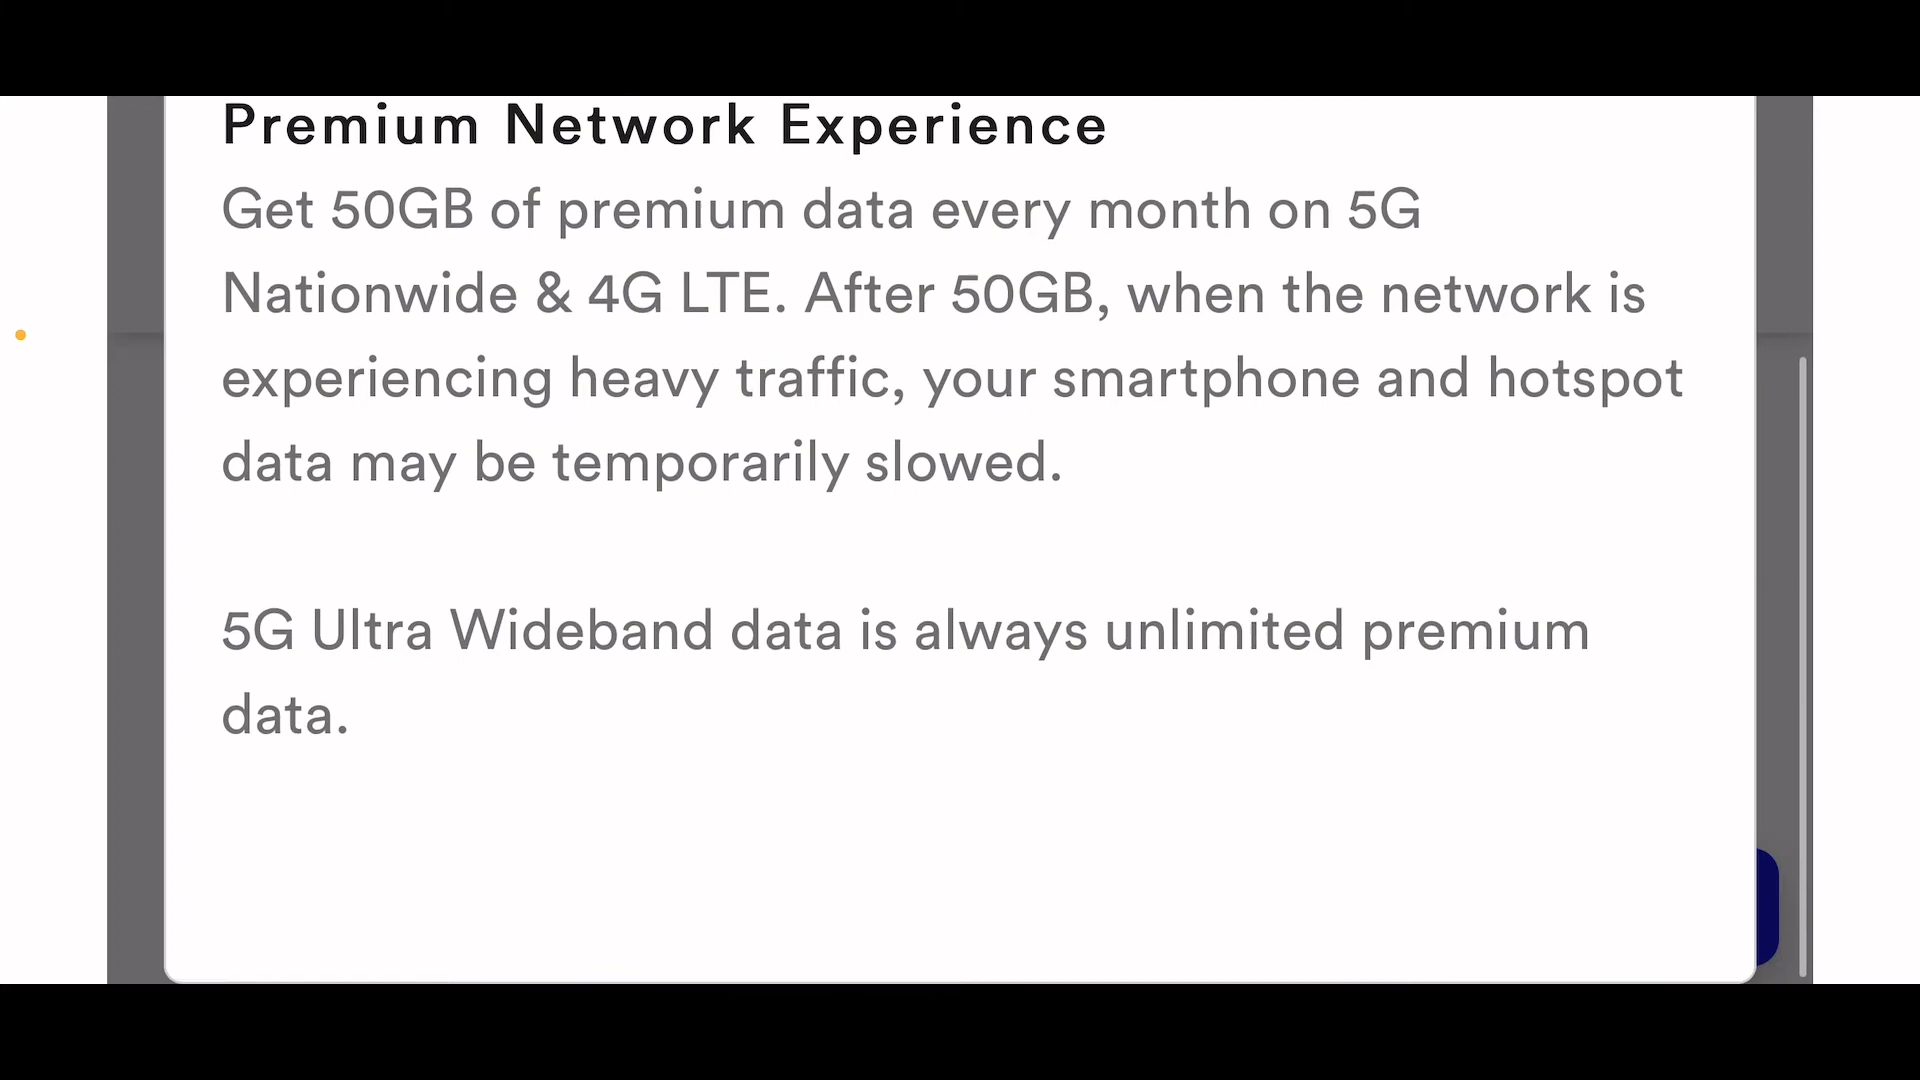 Premium Network Experience
Get 50GB of premium data every month on 5G
Nationwide & 4G LTE. After 50GB, when the network is
experiencing heavy traffic, your smartphone and hotspot
data may be temporarily slowed.
5G Ultra Wideband data is always unlimited premium
data.